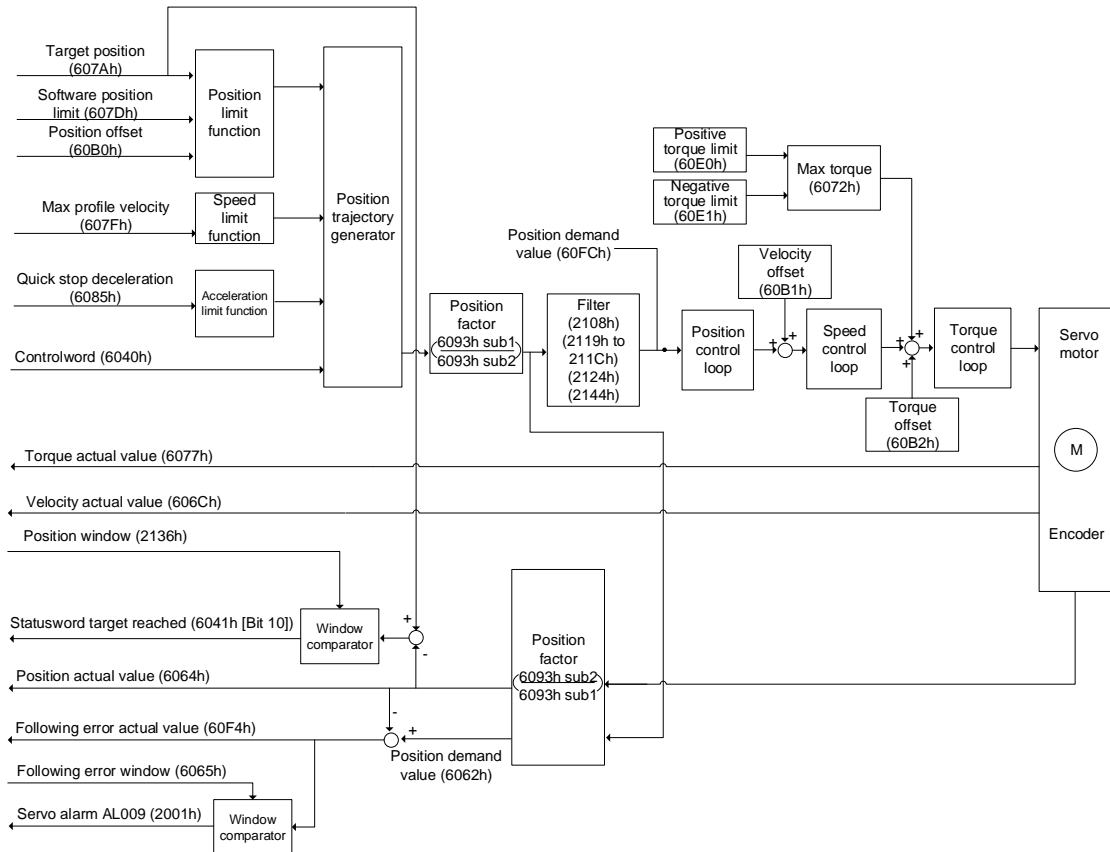 Target position
(607Ah)
Software position
limit (607Dh)
Position offset
(60B0h)
Position
limit
function
Max profile velocity
(607Fh)
Speed
limit
function
Quick stop deceleration
(6085h)
Acceleration
limit function
Controlword (6040h)
Position
trajectory
generator
Position
factor
6093h sub1
6093h sub2
Filter
(2108h)
(2119h to
211Ch)
(2124h)
(2144h)
Position demand
value (60FCh)
Position
control
loop
Positive
torque limit
(60E0h)
Negative
torque limit
(60E1h)
Max torque
(6072h)
Velocity
offset
(60B1h)
+
+
Speed
control
loop
+
+
+
Torque
offset
(60B2h)
Torque
control
loop
Servo
motor
M
Encoder
Torque actual value (6077h)
Velocity actual value (606Ch)
Position window (2136h)
Statusword target reached (6041h [Bit 10])
Window
comparator
+
-
Position actual value (6064h)
Position
factor
6093h sub2
6093h sub1
-
+
Following error actual value (60F4h)
Position demand
value (6062h)
Following error window (6065h)
Servo alarm AL009 (2001h)
Window
comparator